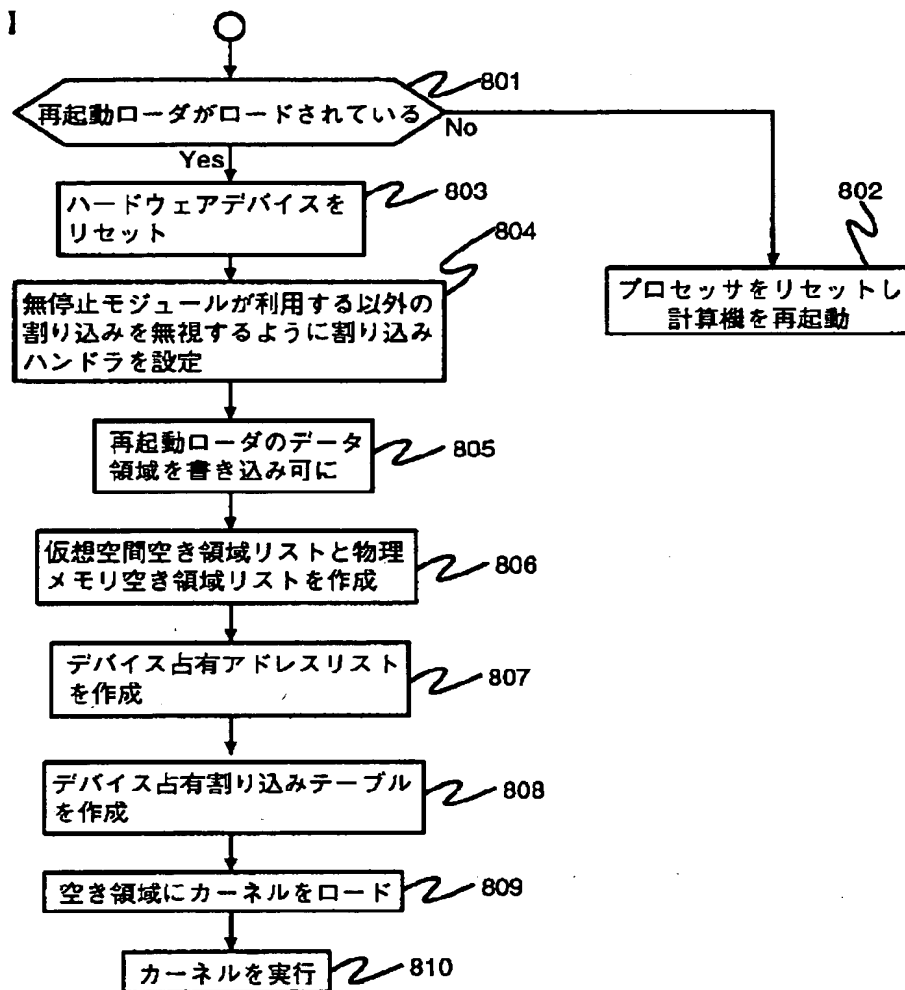 】
801
再起動ローダがロードされている
No
Yes
803
ハードウェアデバイスを
リセット
802
プロセッサをリセットし
計算機を再起動
804
無停止モジュールが利用する以外の
割り込みを無視するように割り込み
ハンドラを設定
805
再起動ローダのデータ
領域を書き込み可に
仮想空間空き領域リストと物理
メモリ空き領域リストを作成
806
デバイス占有アドレスリスト
を作成
807
デバイス占有割り込みテーブル
を作成
808
空き領域にカーネルをロード
809
カーネルを実行
810